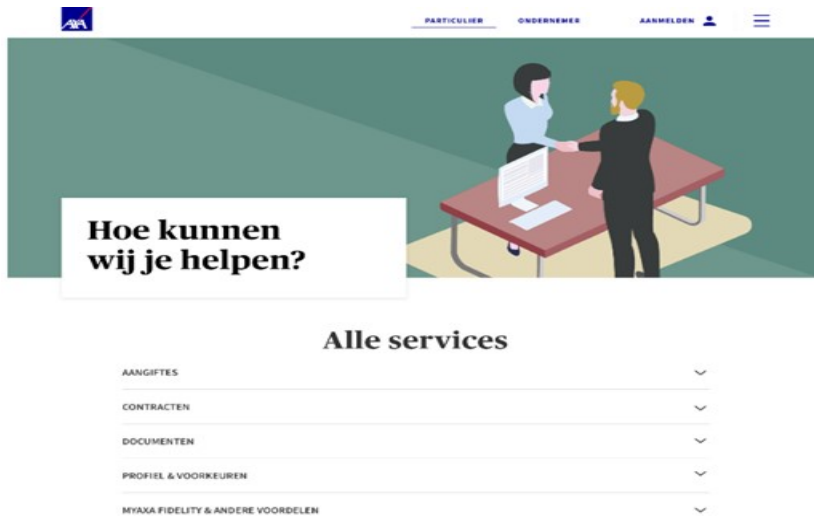 AXA
PARTICULIER
ONDERNEMER
AANMELDEN
Hoe kunnen
wij je helpen?
Alle services
AANGIFTES
CONTRACTEN
DOCUMENTEN
PROFIEL & VOORKEUREN
MYAXA FIDELITY & ANDERE VOORDELEN